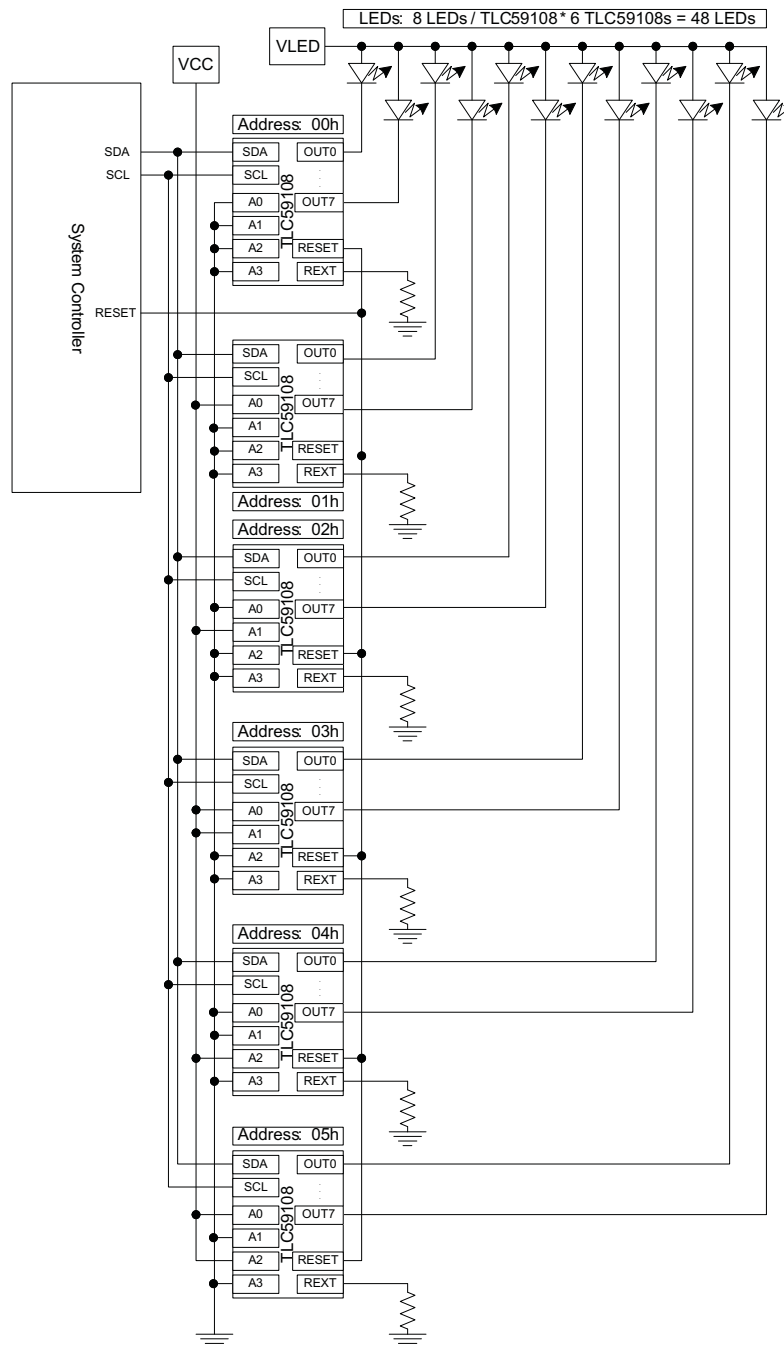 LEDs: 8 LEDs / TLC59108 * 6 TLC59108s = 48 LEDs
VLED
VCC
System Controller
SDA
SCL
RESET
Address: 00h
SDA
SCL
A0
A1
A2
A3
TLC59108
OUT0
OUT7
RESET
REXT
SDA
SCL
A0
A1
A2
A3
TLC59108
OUT0
OUT7
RESET
REXT
Address: 01h
Address: 02h
SDA
SCL
A0
A1
A2
A3
TLC59108
OUT0
OUT7
RESET
REXT
Address: 03h
SDA
SCL
A0
A1
A2
A3
TLC59108
OUT0
OUT7
RESET
REXT
Address: 04h
SDA
SCL
A0
A1
A2
A3
TLC59108
OUT0
OUT7
RESET
REXT
Address: 05h
SDA
SCL
A0
A1
A2
A3
TLC59108
OUT0
OUT7
RESET
REXT